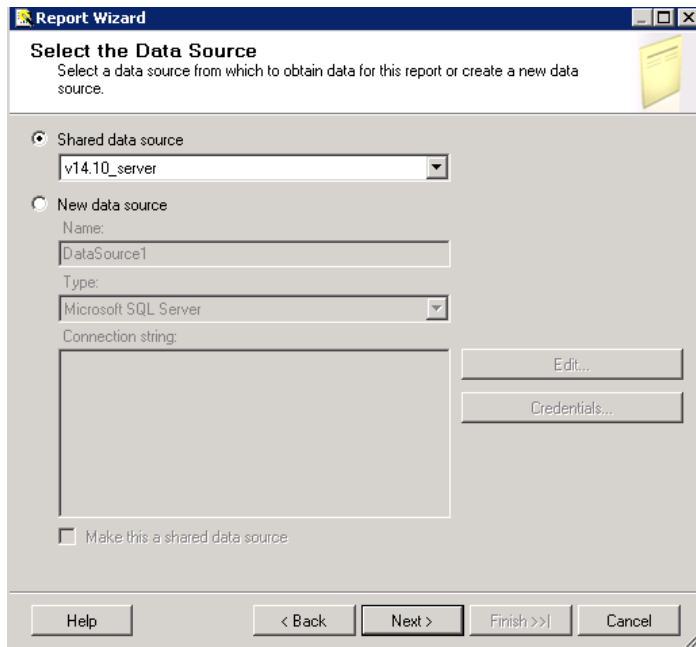 Report Wizard
Select the Data Source
Select a data source from which to obtain data for this report or create a new data
source.
Shared data source
v14.10_server
New data source
Name:
DataSource1
Type:
Microsoft SQL Server
Connection string:
Edit...
Credentials...
Make this a shared data source
Help
< Back
Next >
Finish >>|
Cancel